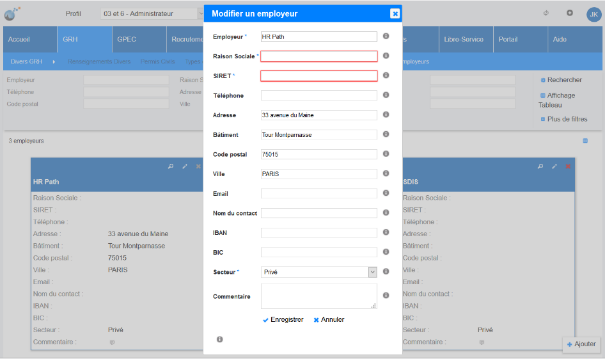 Profil 03 et 6 - Administrateur JK
Modifier un employeur
Accueil GRH GPEC Libre-Service Portail Aide
Divers GRH
Employeur
Téléphone
Code postal
Ville
Rechercher
Affichage
Tableau
Plus de filtres
3 employeurs
Employeur * HR Path
Raison Sociale *
SIRET *
Téléphone
Adresse 33 avenue du Maine
Bâtiment Tour Montparnasse
Code postal 75015
Ville PARIS
Email
Nom du contact
IBAN
BIC
Secteur * Privé
Commentaire
Enregistrer Annuler
HR Path
Raison Sociale :
SIRET
Téléphone :
Adresse : 33 avenue du Maine
Bâtiment : Tour Montparnasse
Code postal : 75015
Ville : PARIS
Email :
Nom du contact :
IBAN :
BIC :
Secteur : Privé
Commentaire :
SDIS
Raison Sociale :
SIRET
Téléphone :
Adresse :
Bâtiment :
Code postal :
Ville :
Email :
Nom du contact :
IBAN :
BIC :
Secteur : Privé
Commentaire :
Ajouter